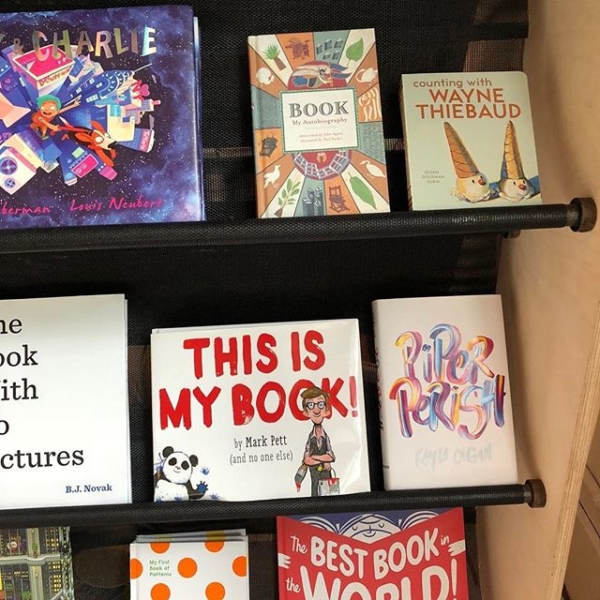 & CHARLIE
berman Louis Neubert
BOOK
My Autobiography
counting with
WAYNE
THIEBAUD
he
ook
ith
o
ctures
B.J. Novak
THIS IS
MY BOOK!
by Mark Pett
(and no one else)
PIPER
PERISH
My First
Book of
Patterns
The
BEST BOOK in
the WORLD!